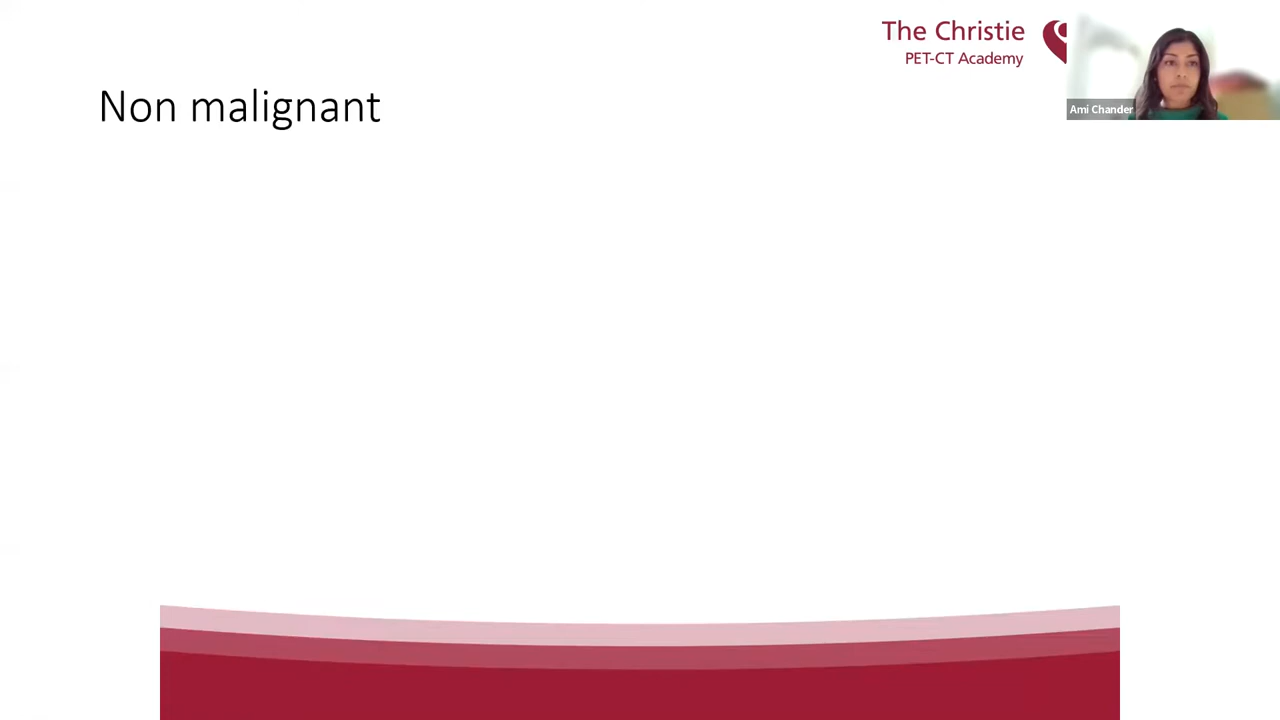 The Christie
PET-CT Academy
Non malignant
Ami Chander